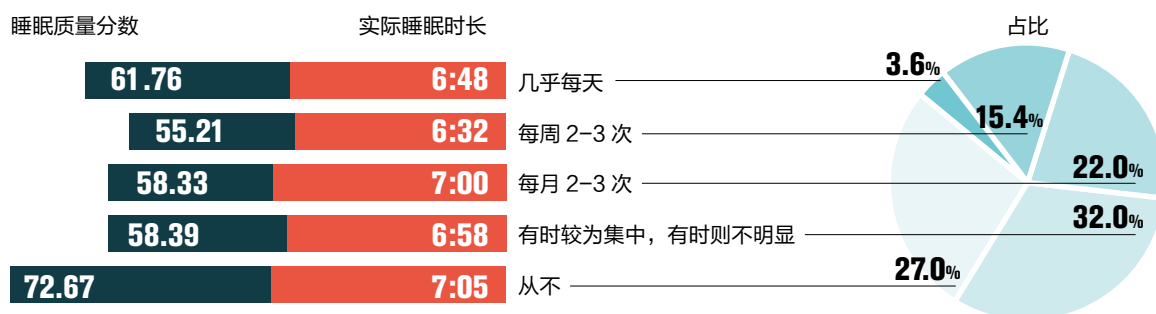 睡眠质量分数 实际睡眠时长 占比
61.76 6:48 几乎每天 3.6%
55.21 6:32 每周 2–3 次 15.4%
58.33 7:00 每月 2–3 次 22.0%
58.39 6:58 有时较为集中，有时则不明显 32.0%
72.67 7:05 从不 27.0%